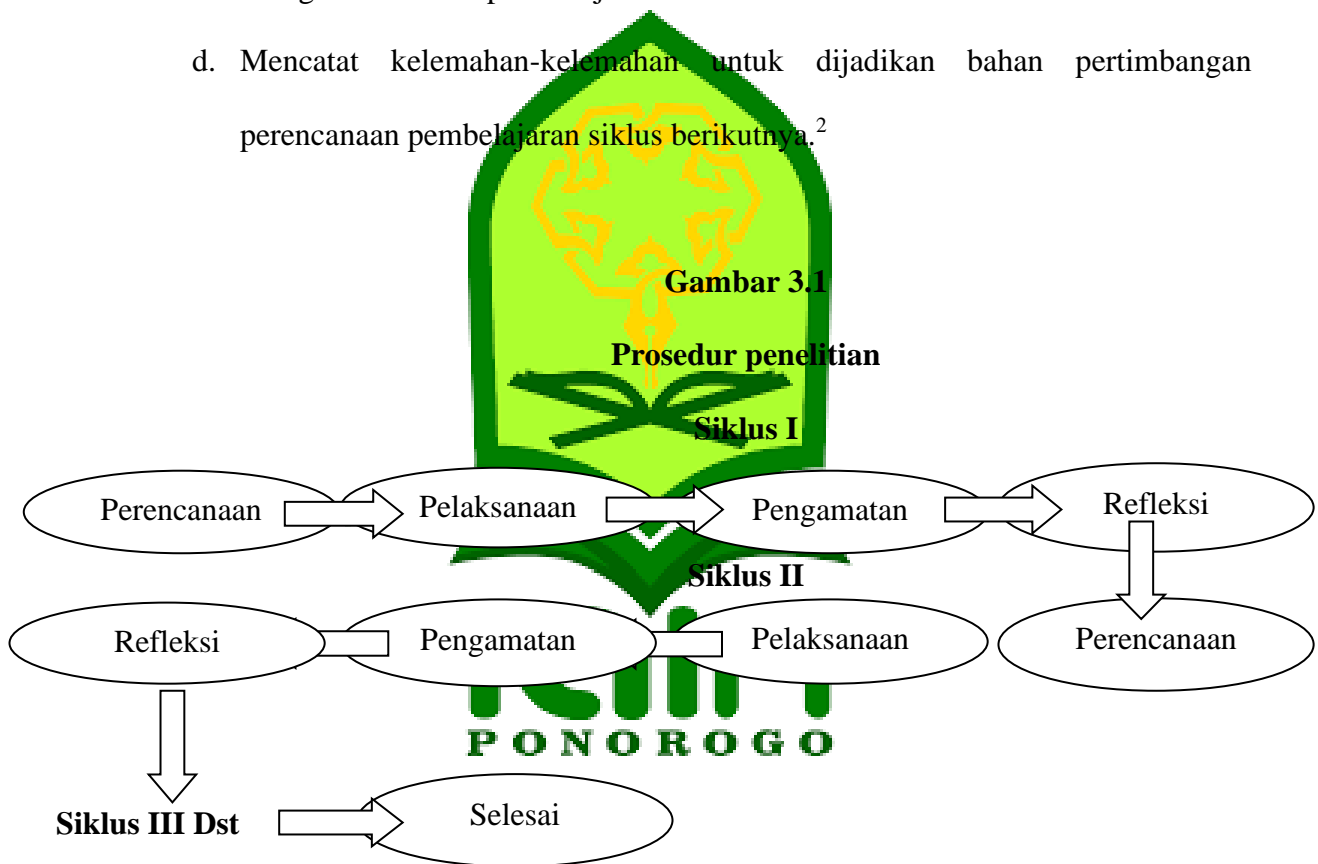 d. Mencatat kelemahan-kelemahan untuk dijadikan bahan pertimbangan
perencanaan pembelajaran siklus berikutnya.2
Gambar 3.1
Prosedur penelitian
Siklus I
Perencanaan Pelaksanaan Pengamatan Refleksi
Siklus II
Refleksi Pengamatan Pelaksanaan Perencanaan
PONOROGO
Siklus III Dst Selesai